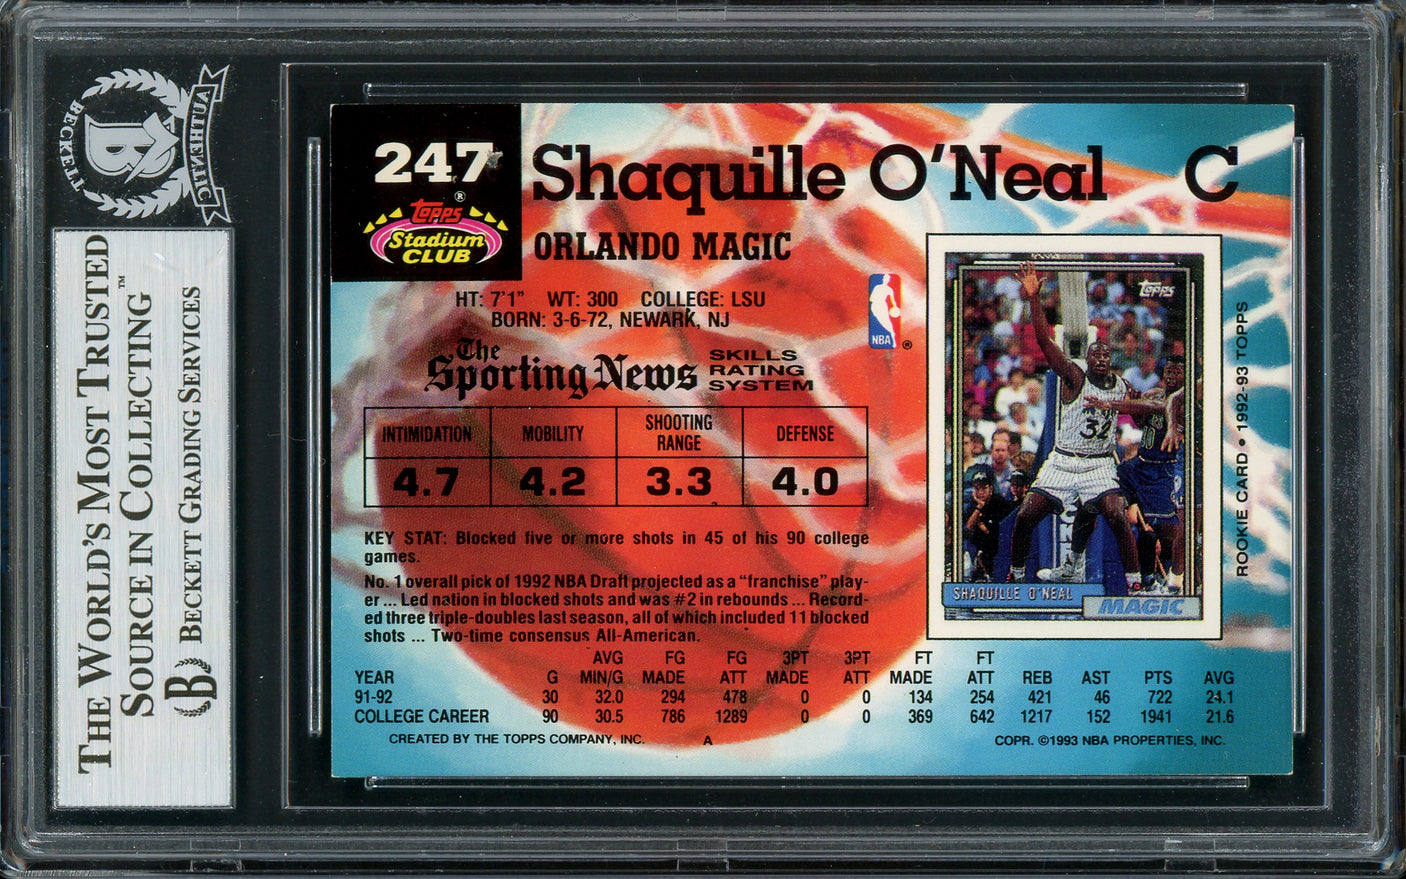 BECKETT
AUTHENTIC
B
THE WORLD'S MOST TRUSTED
SOURCE IN COLLECTING™
B BECKETT GRADING SERVICES
247 Shaquille O'Neal C
Topps®
Stadium
CLUB
ORLANDO MAGIC
HT: 7'1" WT: 300 COLLEGE: LSU
BORN: 3-6-72, NEWARK, NJ
NBA ®
The
Sporting News
SKILLS
RATING
SYSTEM
INTIMIDATION MOBILITY SHOOTING RANGE DEFENSE
4.7 4.2 3.3 4.0
KEY STAT: Blocked five or more shots in 45 of his 90 college
games.
No. 1 overall pick of 1992 NBA Draft projected as a "franchise" play-
er ... Led nation in blocked shots and was #2 in rebounds ... Record-
ed three triple-doubles last season, all of which included 11 blocked
shots ... Two-time consensus All-American.
Topps
32
SHAQUILLE O'NEAL
MAGIC
ROOKIE CARD • 1992-93 TOPPS
AVG FG FG 3PT 3PT FT FT
YEAR G MIN/G MADE ATT MADE ATT MADE ATT REB AST PTS AVG
91-92 30 32.0 294 478 0 0 134 254 421 46 722 24.1
COLLEGE CAREER 90 30.5 786 1289 0 0 369 642 1217 152 1941 21.6
CREATED BY THE TOPPS COMPANY, INC. A COPR. ©1993 NBA PROPERTIES, INC.